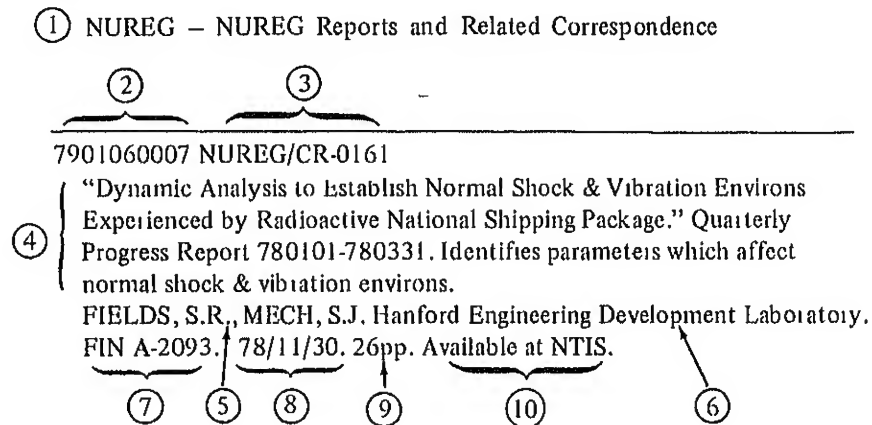 ① NUREG – NUREG Reports and Related Correspondence
② ③
7901060007 NUREG/CR-0161
"Dynamic Analysis to Establish Normal Shock & Vibration Environs
Experienced by Radioactive National Shipping Package." Quarterly
④
Progress Report 780101-780331. Identifies parameters which affect
normal shock & vibration environs.
FIELDS, S.R., MECH, S.J. Hanford Engineering Development Laboratory.
FIN A-2093. 78/11/30. 26pp. Available at NTIS.
⑦ ⑤ ⑧ ⑨ ⑩ ⑥